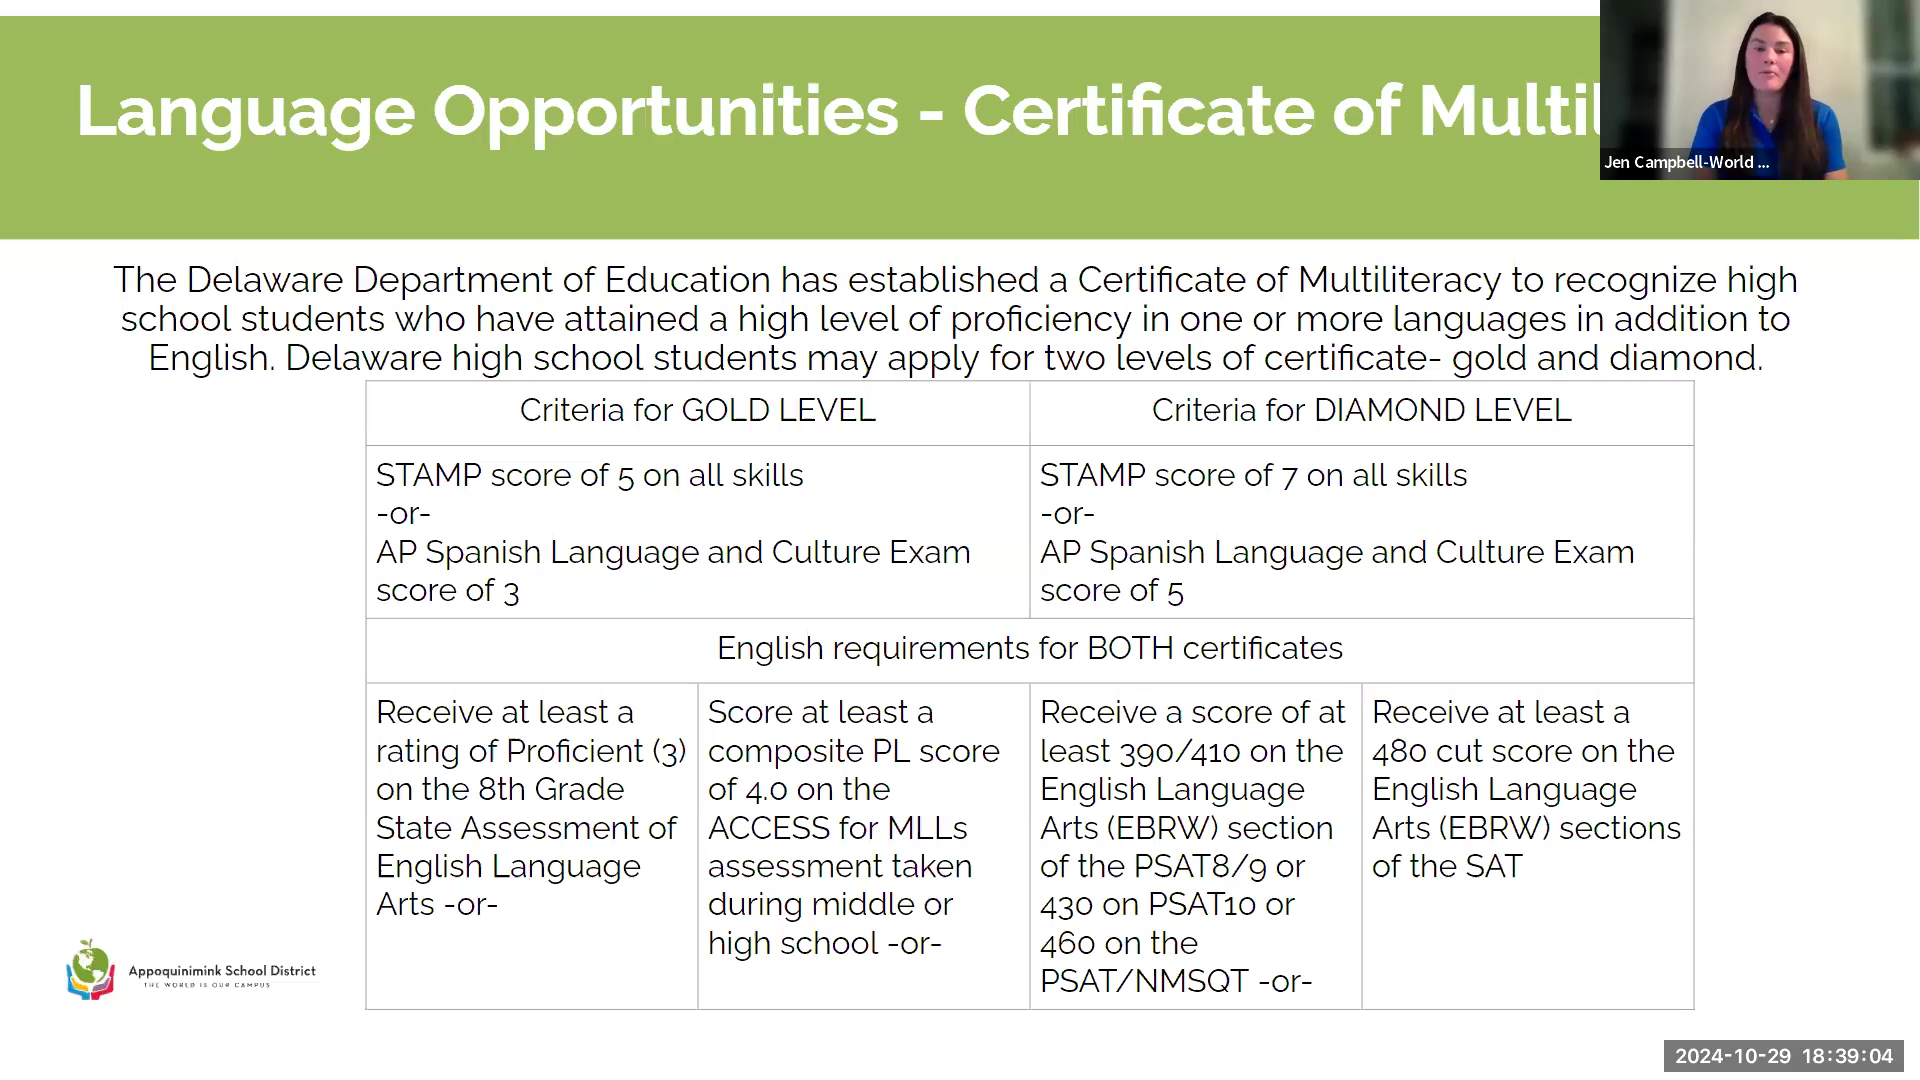 Language Opportunities - Certificate of Multil
Jen Campbell-World ...
The Delaware Department of Education has established a Certificate of Multiliteracy to recognize high
school students who have attained a high level of proficiency in one or more languages in addition to
English. Delaware high school students may apply for two levels of certificate- gold and diamond.
Criteria for GOLD LEVEL
Criteria for DIAMOND LEVEL
STAMP score of 5 on all skills
-or-
AP Spanish Language and Culture Exam
score of 3
STAMP score of 7 on all skills
-or-
AP Spanish Language and Culture Exam
score of 5
English requirements for BOTH certificates
Receive at least a
rating of Proficient (3)
on the 8th Grade
State Assessment of
English Language
Arts -or-
Score at least a
composite PL score
of 4.0 on the
ACCESS for MLLs
assessment taken
during middle or
high school -or-
Receive a score of at
least 390/410 on the
English Language
Arts (EBRW) section
of the PSAT8/9 or
430 on PSAT10 or
460 on the
PSAT/NMSQT -or-
Receive at least a
480 cut score on the
English Language
Arts (EBRW) sections
of the SAT
Appoquinimink School District
THE WORLD IS OUR CAMPUS
2024-10-29 18:39:04